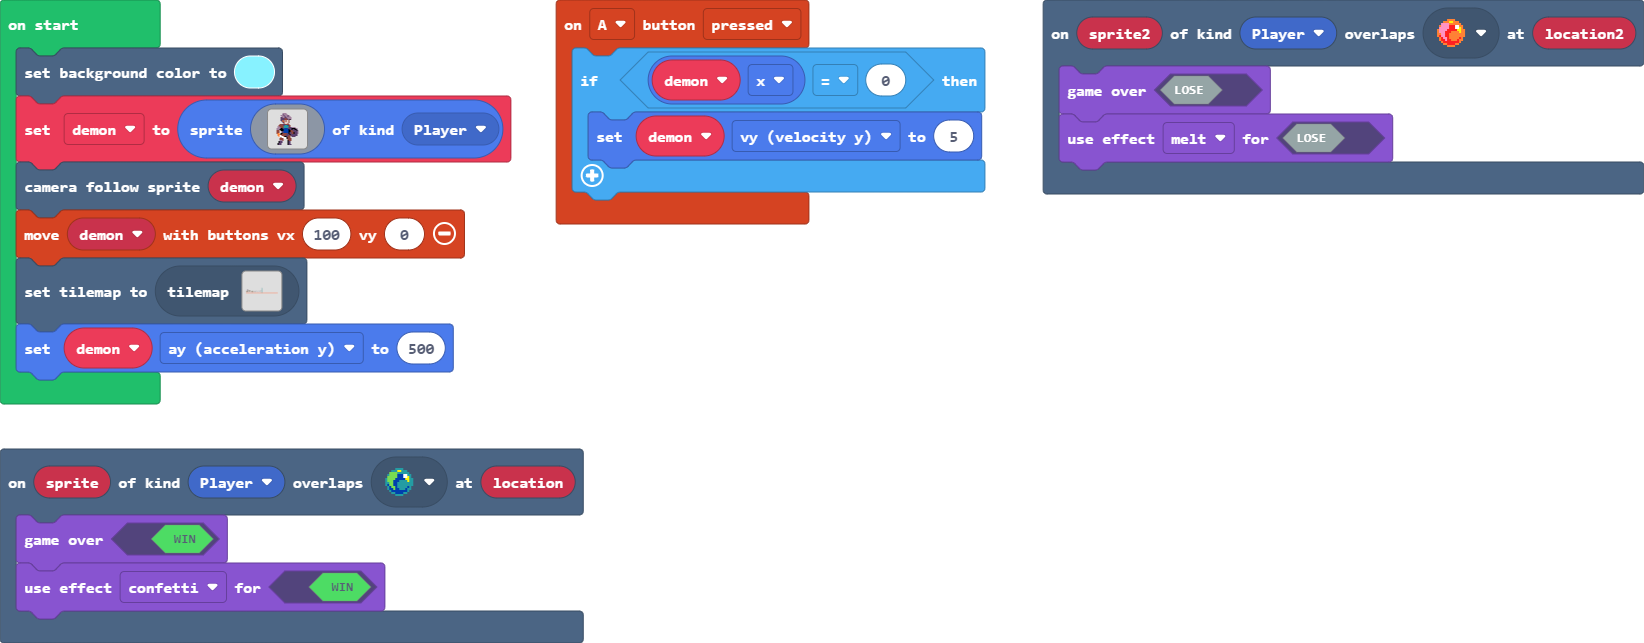 on start
set background color to
set demon to sprite of kind Player
camera follow sprite demon
move demon with buttons vx 100 vy 0
set tilemap to tilemap
set demon ay (acceleration y) to 500
on A button pressed
if demon x = 0 then
set demon vy (velocity y) to 5
on sprite2 of kind Player overlaps at location2
game over LOSE
use effect melt for LOSE
on sprite of kind Player overlaps at location
game over WIN
use effect confetti for WIN